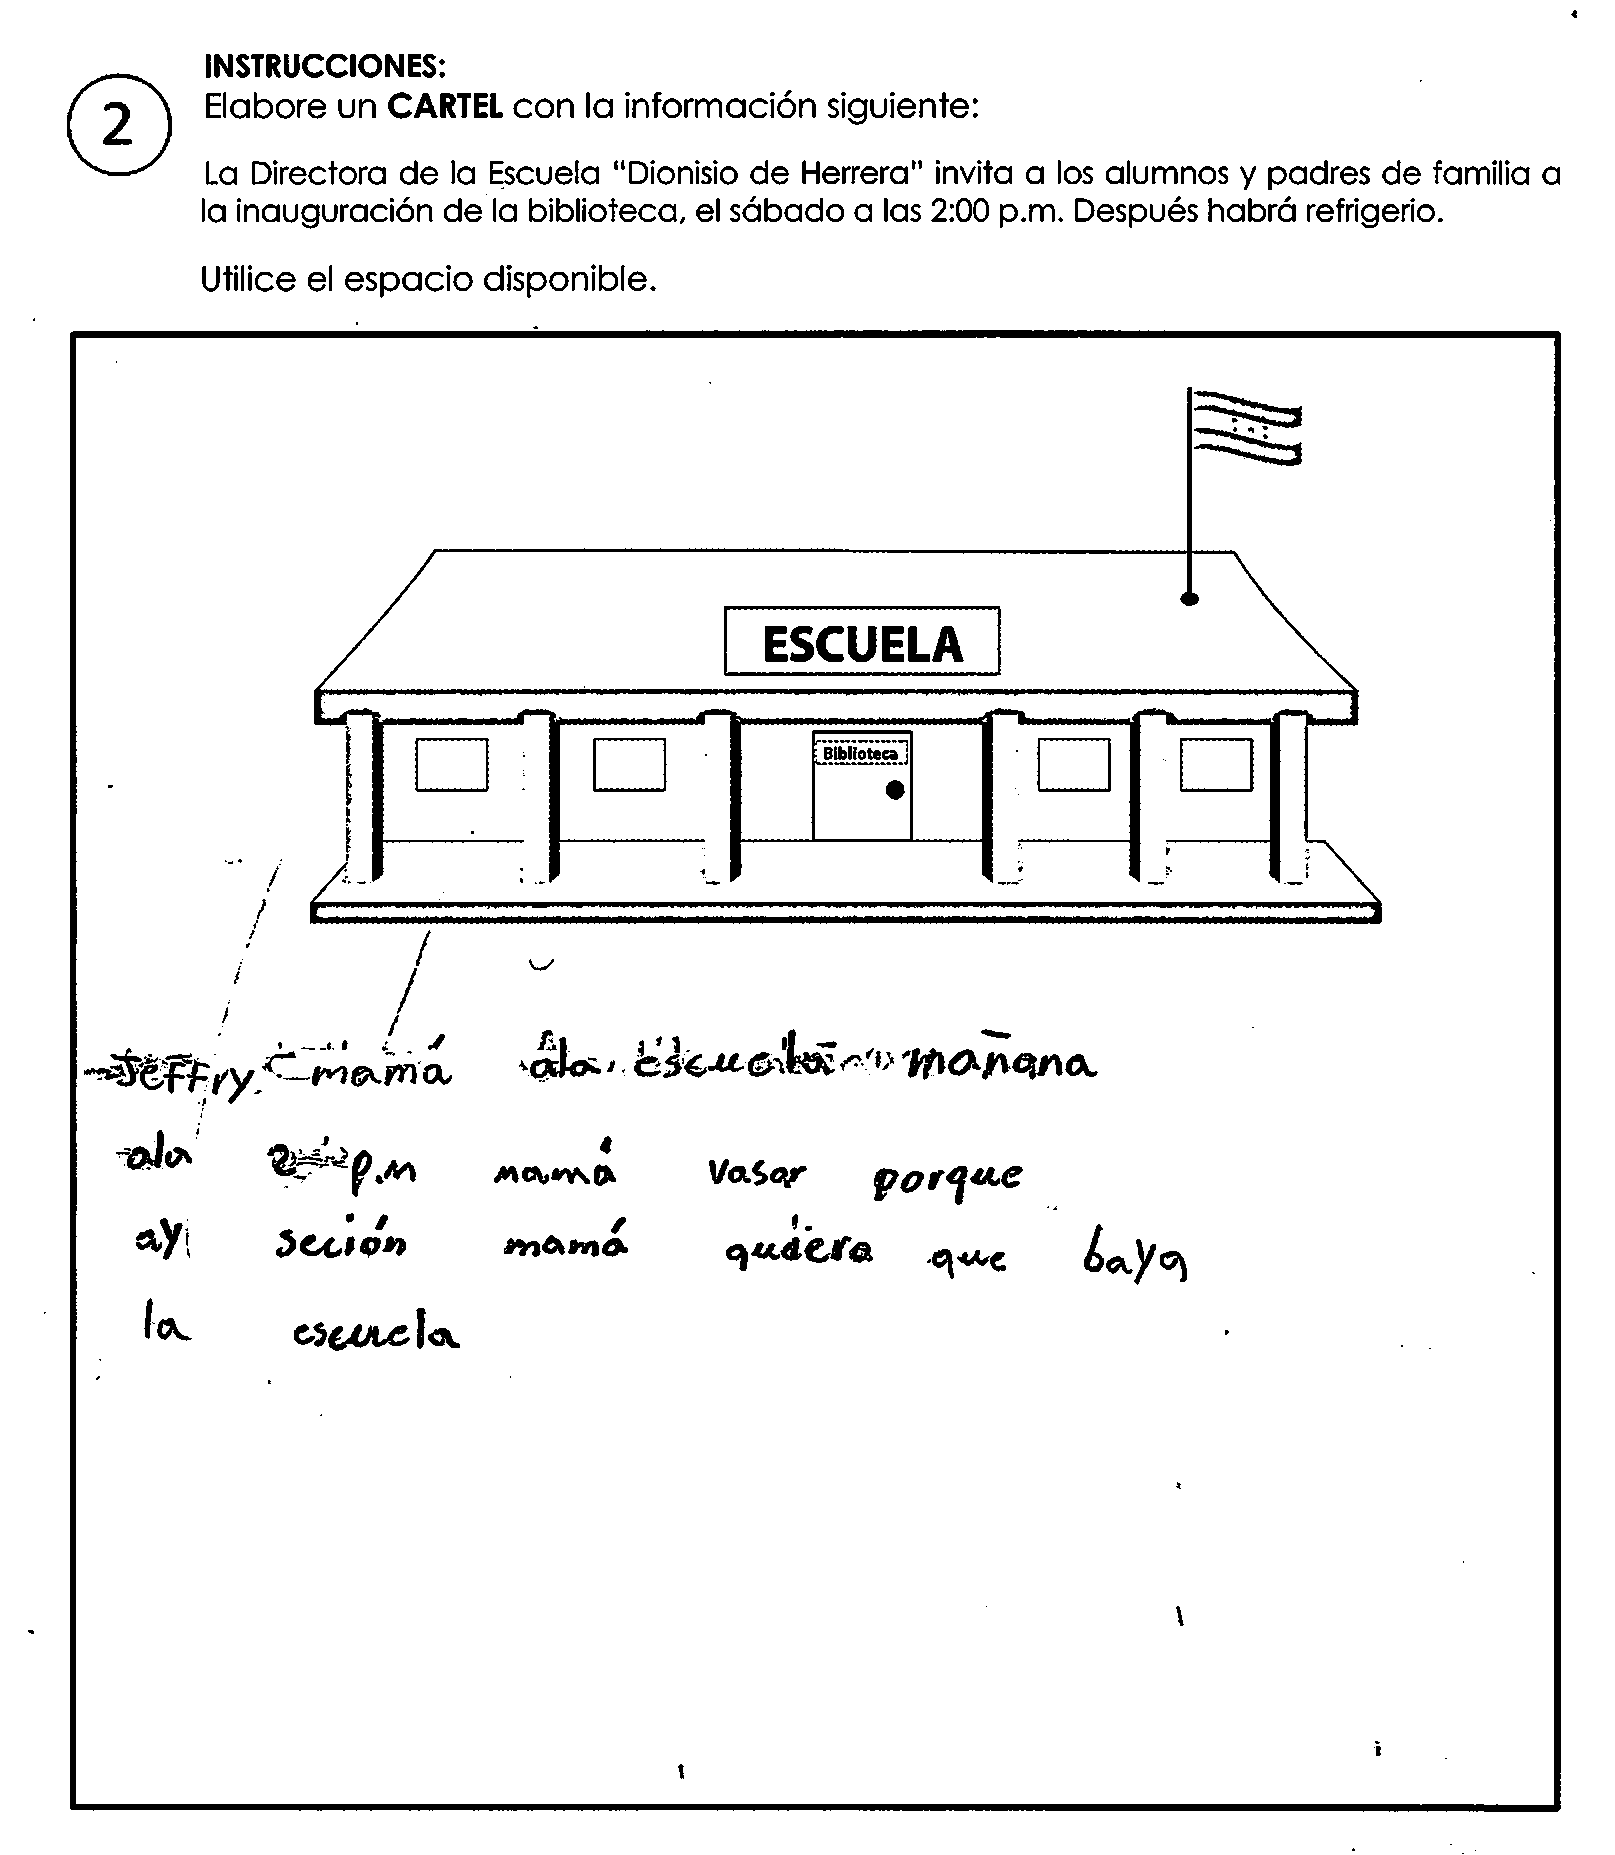 INSTRUCCIONES:
2
Elabore un CARTEL con la información siguiente:
La Directora de la Escuela "Dionisio de Herrera" invita a los alumnos y padres de familia a
la inauguración de la biblioteca, el sábado a las 2:00 p.m. Después habrá refrigerio.
Utilice el espacio disponible.
ESCUELA
Biblioteca
Jeffry mamá ala escuela mañana
ala 2 p.m mamá vasar porque
ay seción mamá quiera que baya
la escuela